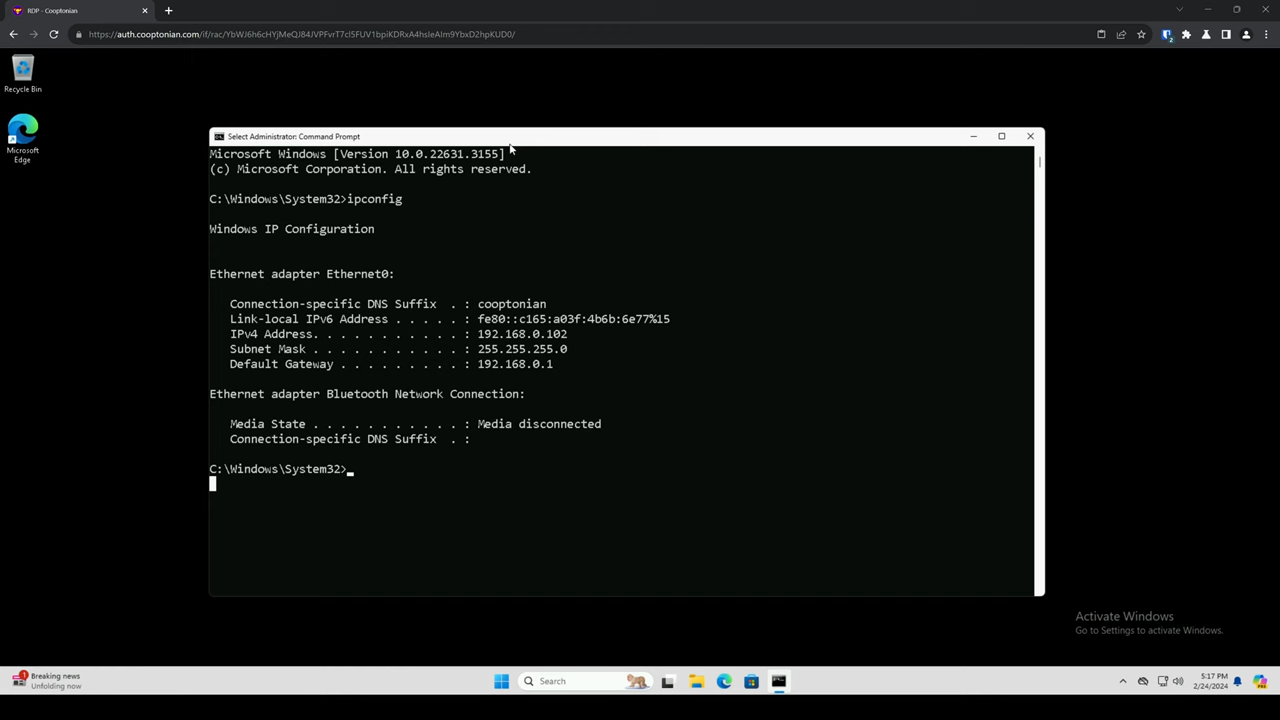 RDP - Cooptonian
https://auth.cooptonian.com/if/rac/YbWJ6h6cHYjMeQJ84JVPFvrT7cI5FUV1bpiKDRxA4hsIeAIm9YbxD2hpKUD0/
Recycle Bin
Microsoft
Edge
Select Administrator: Command Prompt
Microsoft Windows [Version 10.0.22631.3155]
(c) Microsoft Corporation. All rights reserved.
C:\Windows\System32>ipconfig
Windows IP Configuration
Ethernet adapter Ethernet0:
Connection-specific DNS Suffix . : cooptonian
Link-local IPv6 Address . . . . . : fe80::c165:a03f:4b6b:6e77%15
IPv4 Address. . . . . . . . . . . : 192.168.0.102
Subnet Mask . . . . . . . . . . . : 255.255.255.0
Default Gateway . . . . . . . . . : 192.168.0.1
Ethernet adapter Bluetooth Network Connection:
Media State . . . . . . . . . . . : Media disconnected
Connection-specific DNS Suffix . :
C:\Windows\System32>
Activate Windows
Go to Settings to activate Windows.
1
Breaking news
Unfolding now
Search
5:17 PM
2/24/2024